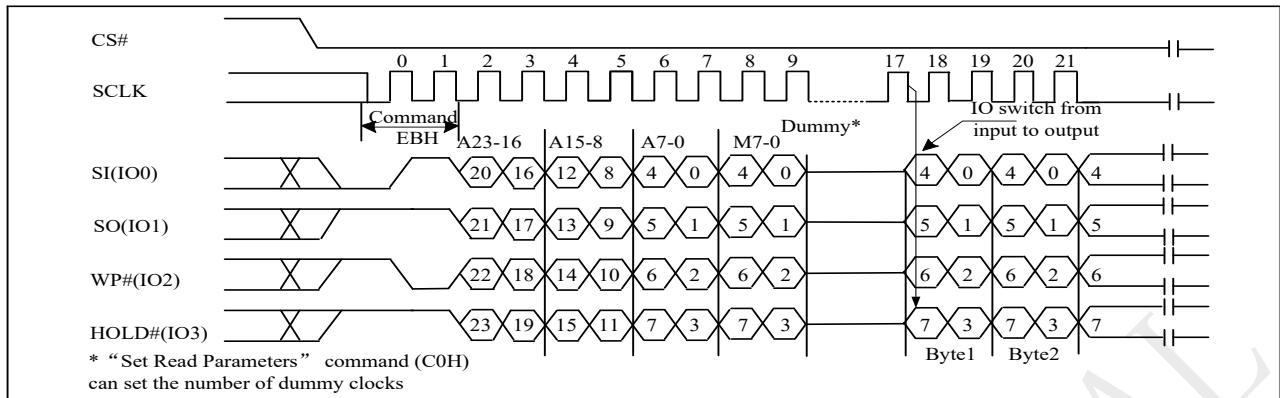 CS#
0 1 2 3 4 5 6 7 8 9 17 18 19 20 21
SCLK
Command
EBH
Dummy*
IO switch from
input to output
A23-16 A15-8 A7-0 M7-0
SI(IO0) 20 16 12 8 4 0 4 0 4 0 4 0 4
SO(IO1) 21 17 13 9 5 1 5 1 5 1 5 1 5
WP#(IO2) 22 18 14 10 6 2 6 2 6 2 6 2 6
HOLD#(IO3) 23 19 15 11 7 3 7 3 7 3 7 3 7
Byte1 Byte2
* “Set Read Parameters” command (C0H)
can set the number of dummy clocks